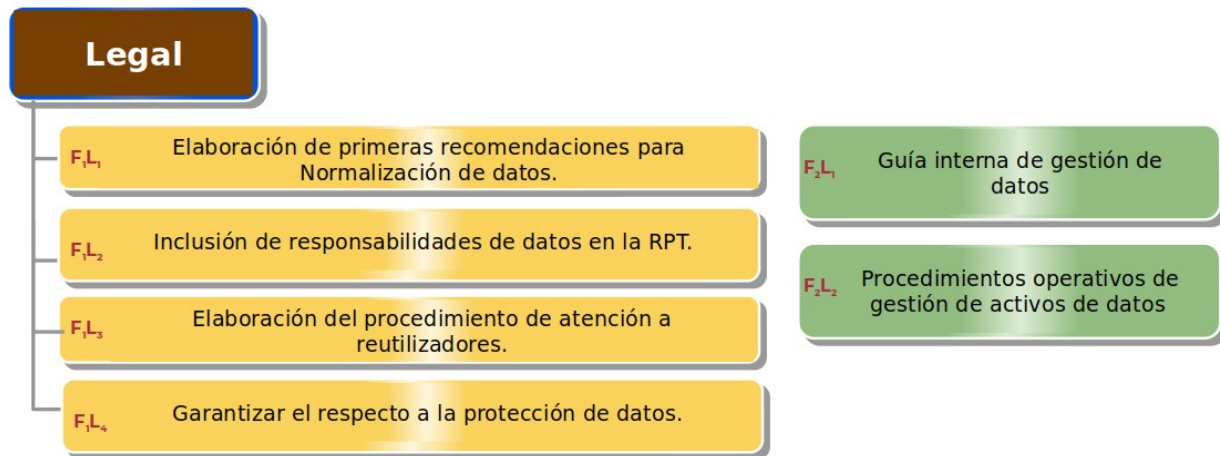 Legal
F₁L₁
Elaboración de primeras recomendaciones para
Normalización de datos.
F₁L₂
Inclusión de responsabilidades de datos en la RPT.
F₁L₃
Elaboración del procedimiento de atención a
reutilizadores.
F₁L₄
Garantizar el respecto a la protección de datos.
F₂L₁
Guía interna de gestión de
datos
F₂L₂
Procedimientos operativos de
gestión de activos de datos